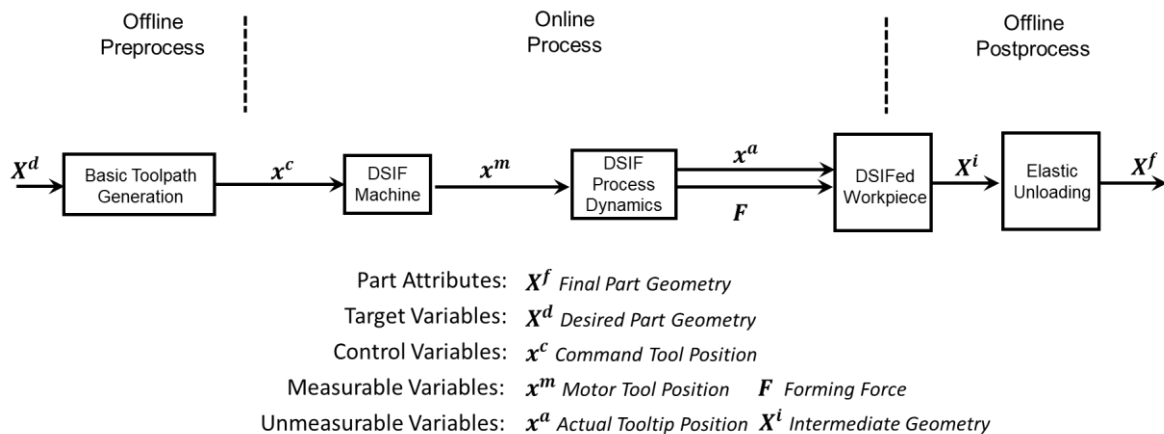 Offline
Preprocess
Online
Process
Offline
Postprocess
X^d
Basic Toolpath
Generation
x^c
DSIF
Machine
x^m
DSIF
Process
Dynamics
x^a
F
DSIFed
Workpiece
X^i
Elastic
Unloading
X^f
Part Attributes: X^f Final Part Geometry
Target Variables: X^d Desired Part Geometry
Control Variables: x^c Command Tool Position
Measurable Variables: x^m Motor Tool Position F Forming Force
Unmeasurable Variables: x^a Actual Tooltip Position X^i Intermediate Geometry